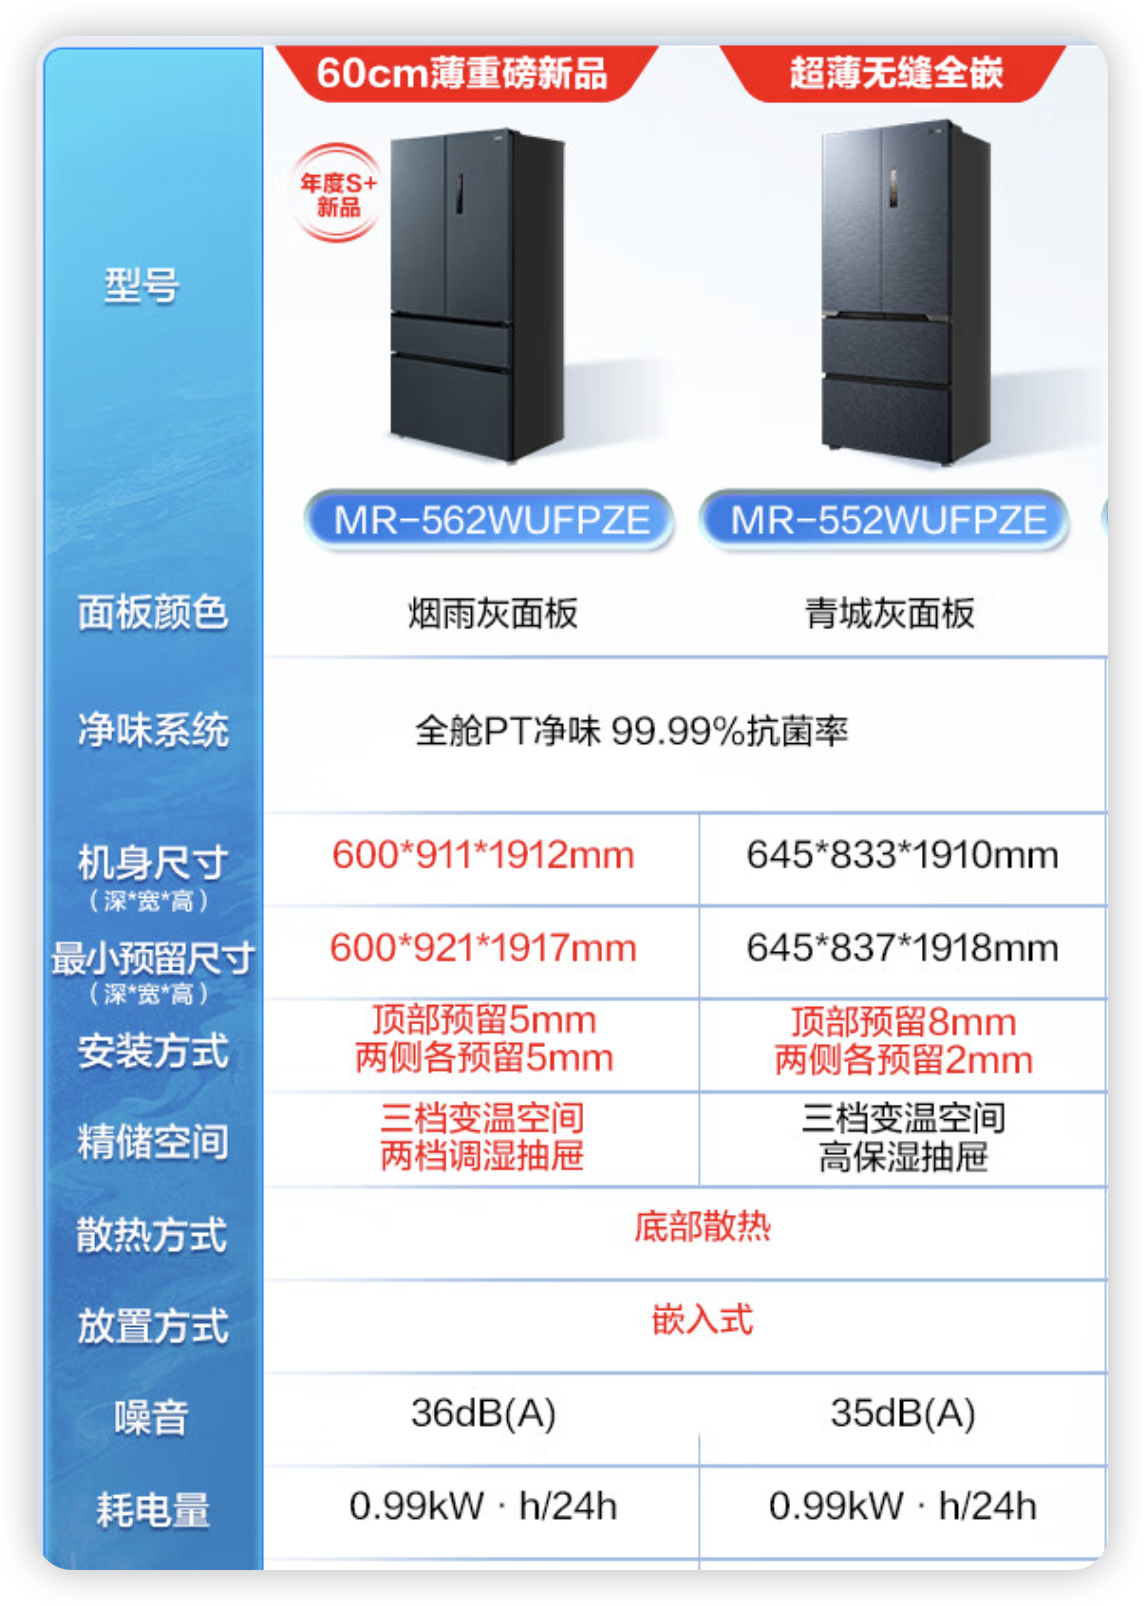 60cm薄重磅新品
超薄无缝全嵌
年度S+
新品
型号
MR-562WUFPZE
MR-552WUFPZE
面板颜色
烟雨灰面板
青城灰面板
净味系统
全舱PT净味 99.99%抗菌率
机身尺寸
（深*宽*高）
600*911*1912mm
645*833*1910mm
最小预留尺寸
（深*宽*高）
600*921*1917mm
645*837*1918mm
安装方式
顶部预留5mm
两侧各预留5mm
顶部预留8mm
两侧各预留2mm
精储空间
三档变温空间
两档调湿抽屉
三档变温空间
高保湿抽屉
散热方式
底部散热
放置方式
嵌入式
噪音
36dB(A)
35dB(A)
耗电量
0.99kW · h/24h
0.99kW · h/24h